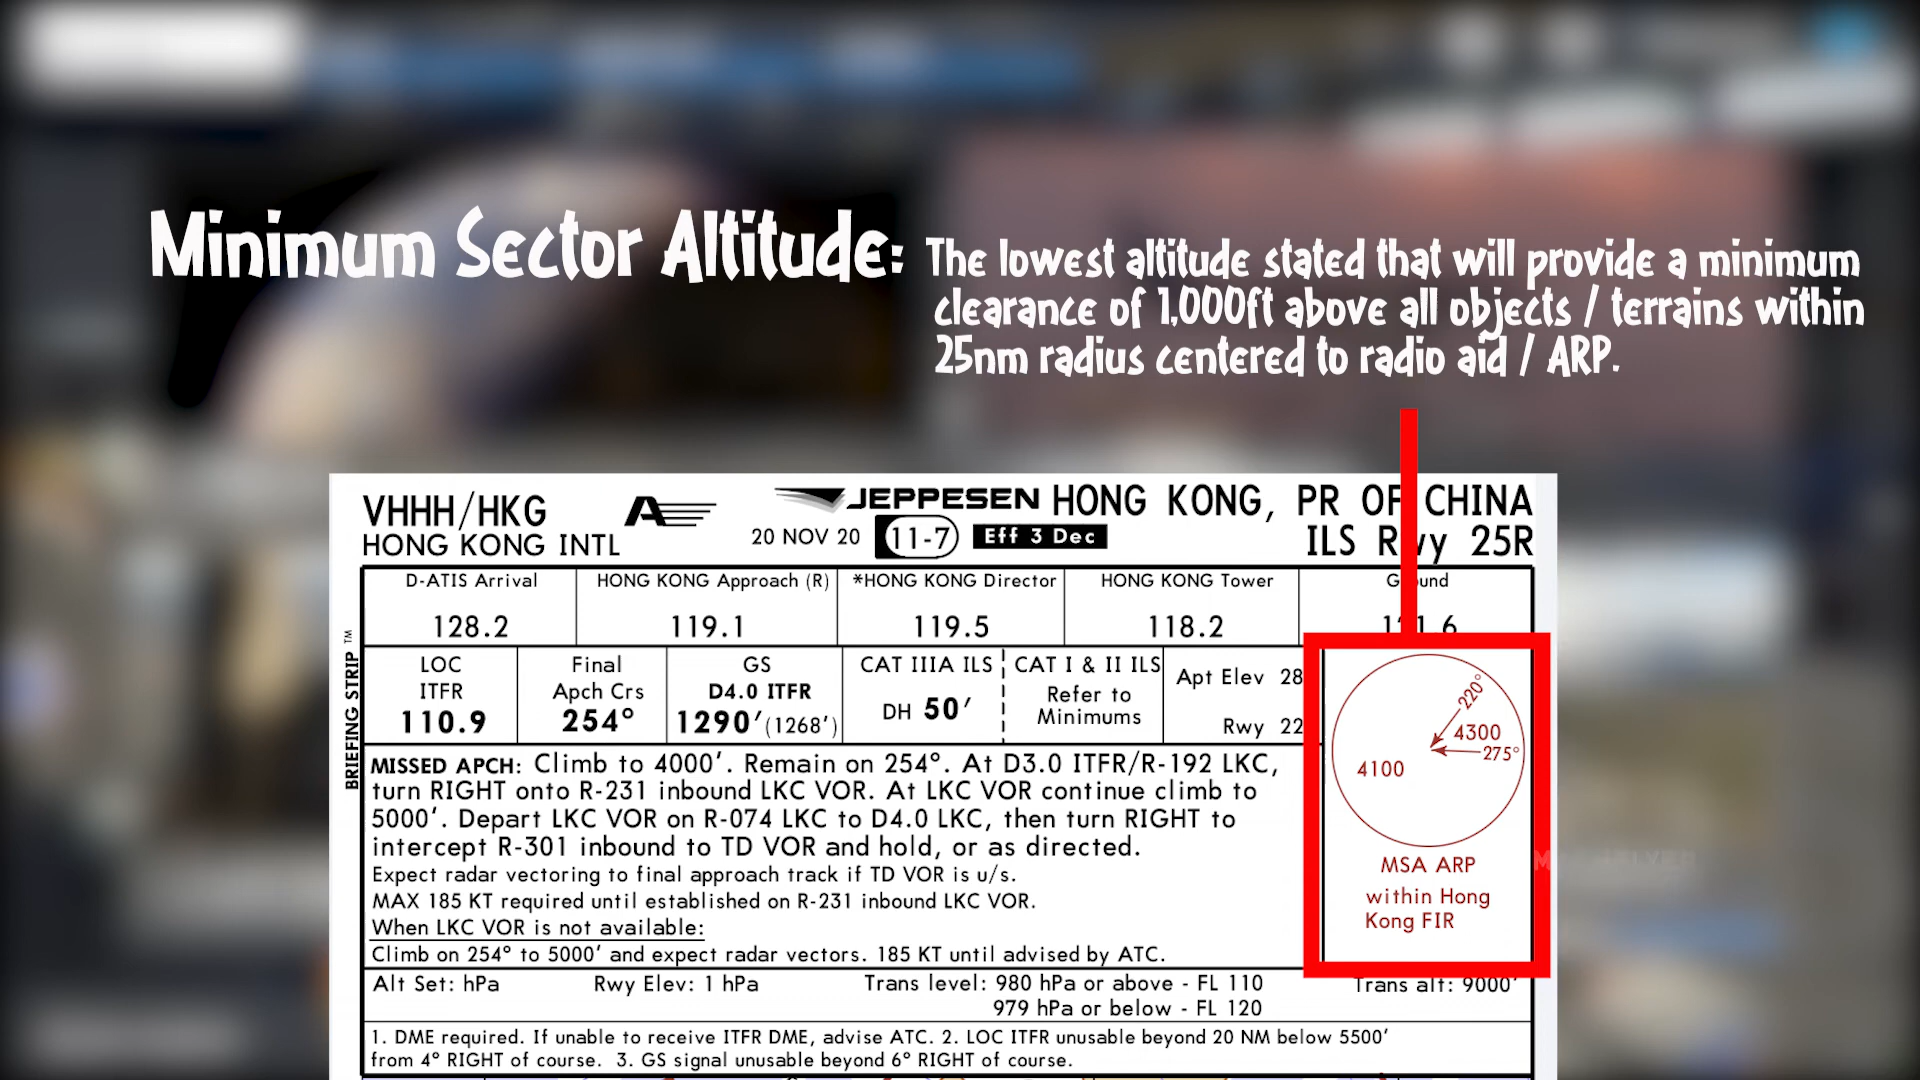 Minimum Sector Altitude: The lowest altitude stated that will provide a minimum
clearance of 1,000ft above all objects / terrains within
25nm radius centered to radio aid / ARP.
VHHH/HKG
HONG KONG INTL
JEPPESEN
20 NOV 20 11-7 Eff 3 Dec
HONG KONG, PR OF CHINA
ILS Rwy 25R
BRIEFING STRIP TM
D-ATIS Arrival
128.2
HONG KONG Approach (R)
119.1
*HONG KONG Director
119.5
HONG KONG Tower
118.2
Ground
LOC
ITFR
110.9
Final
Apch Crs
254°
GS
D4.0 ITFR
1290' (1268')
CAT IIIA ILS
DH 50'
CAT I & II ILS
Refer to
Minimums
Apt Elev 28
Rwy 22
MISSED APCH: Climb to 4000'. Remain on 254°. At D3.0 ITFR/R-192 LKC,
turn RIGHT onto R-231 inbound LKC VOR. At LKC VOR continue climb to
5000'. Depart LKC VOR on R-074 LKC to D4.0 LKC, then turn RIGHT to
intercept R-301 inbound to TD VOR and hold, or as directed.
Expect radar vectoring to final approach track if TD VOR is u/s.
MAX 185 KT required until established on R-231 inbound LKC VOR.
When LKC VOR is not available:
Climb on 254° to 5000' and expect radar vectors. 185 KT until advised by ATC.
220°
4300
275°
4100
MSA ARP
within Hong
Kong FIR
Alt Set: hPa Rwy Elev: 1 hPa Trans level: 980 hPa or above - FL 110 Trans alt: 9000'
979 hPa or below - FL 120
1. DME required. If unable to receive ITFR DME, advise ATC. 2. LOC ITFR unusable beyond 20 NM below 5500'
from 4° RIGHT of course. 3. GS signal unusable beyond 6° RIGHT of course.